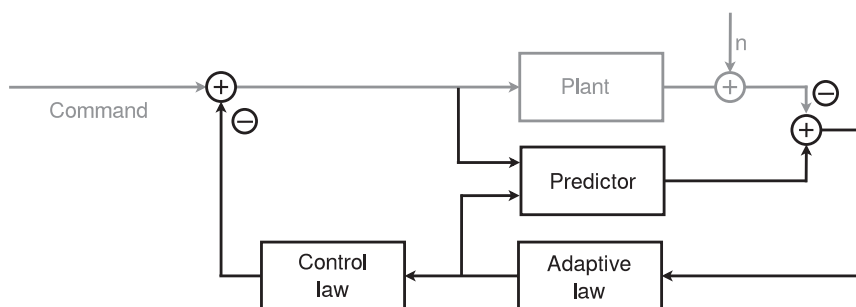 n
Plant
Command
Predictor
Control
law
Adaptive
law